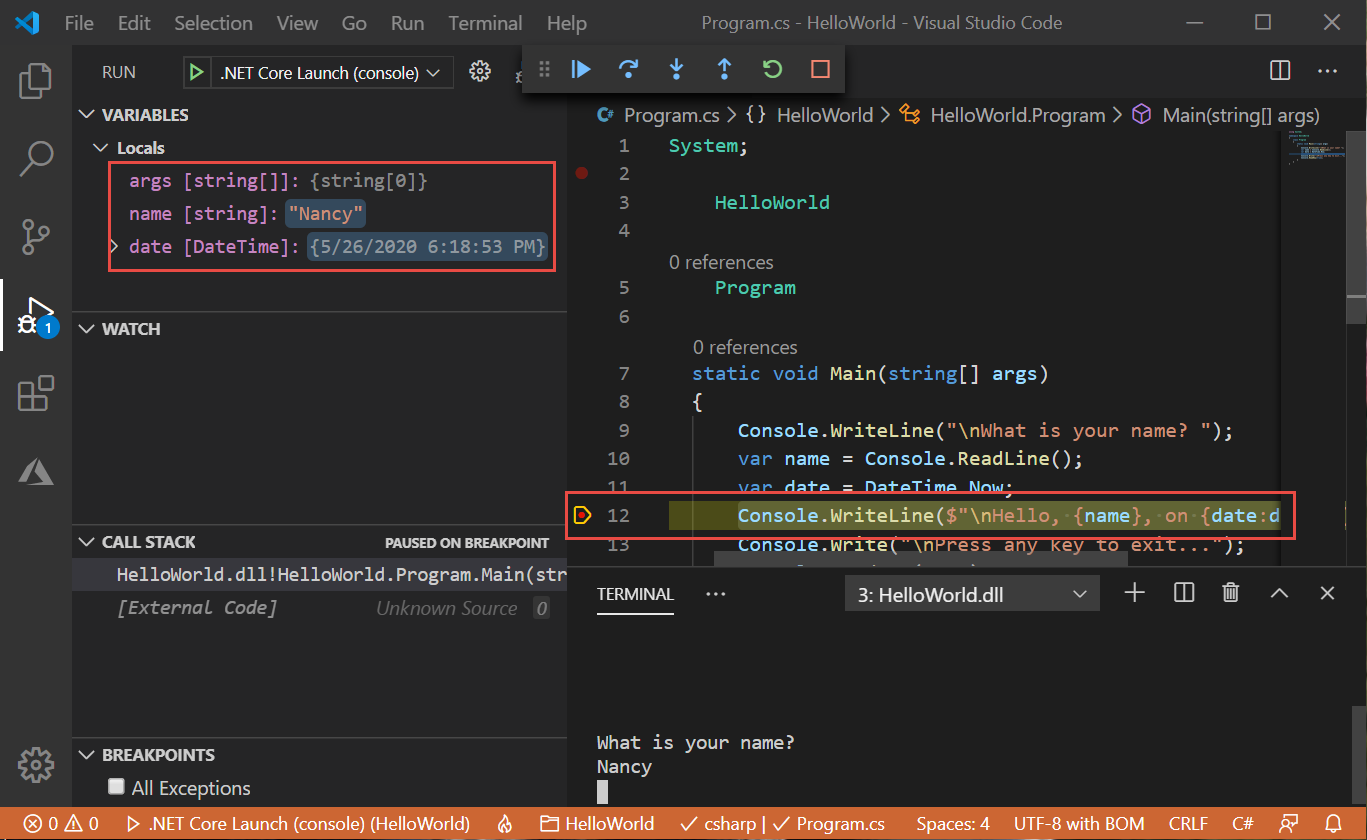 File Edit Selection View Go Run Terminal Help Program.cs - HelloWorld - Visual Studio Code
RUN .NET Core Launch (console)
VARIABLES
Locals
args [string[]]: {string[0]}
name [string]: "Nancy"
date [DateTime]: {5/26/2020 6:18:53 PM}
1
WATCH
CALL STACK PAUSED ON BREAKPOINT
HelloWorld.dll!HelloWorld.Program.Main(str
[External Code] Unknown Source 0
BREAKPOINTS
All Exceptions
Program.cs > {} HelloWorld > HelloWorld.Program > Main(string[] args)
1 System;
2
3 HelloWorld
4
0 references
5 Program
6
0 references
7 static void Main(string[] args)
8 {
9 Console.WriteLine("\nWhat is your name? ");
10 var name = Console.ReadLine();
11 var date = DateTime.Now;
12 Console.WriteLine($"\nHello, {name}, on {date:d
13 Console.Write("\nPress any key to exit...");
TERMINAL ··· 3: HelloWorld.dll
What is your name?
Nancy
0 0 .NET Core Launch (console) (HelloWorld) HelloWorld csharp | Program.cs Spaces: 4 UTF-8 with BOM CRLF C#